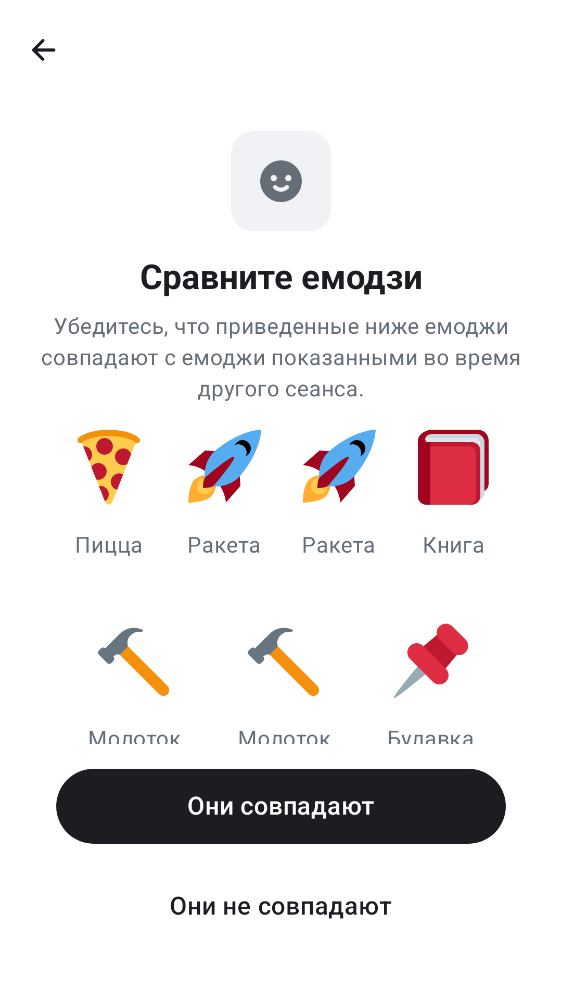 Сравните емодзи
Убедитесь, что приведенные ниже емоджи
совпадают с емоджи показанными во время
другого сеанса.
Пицца Ракета Ракета Книга
Молоток Молоток Булавка
Они совпадают
Они не совпадают